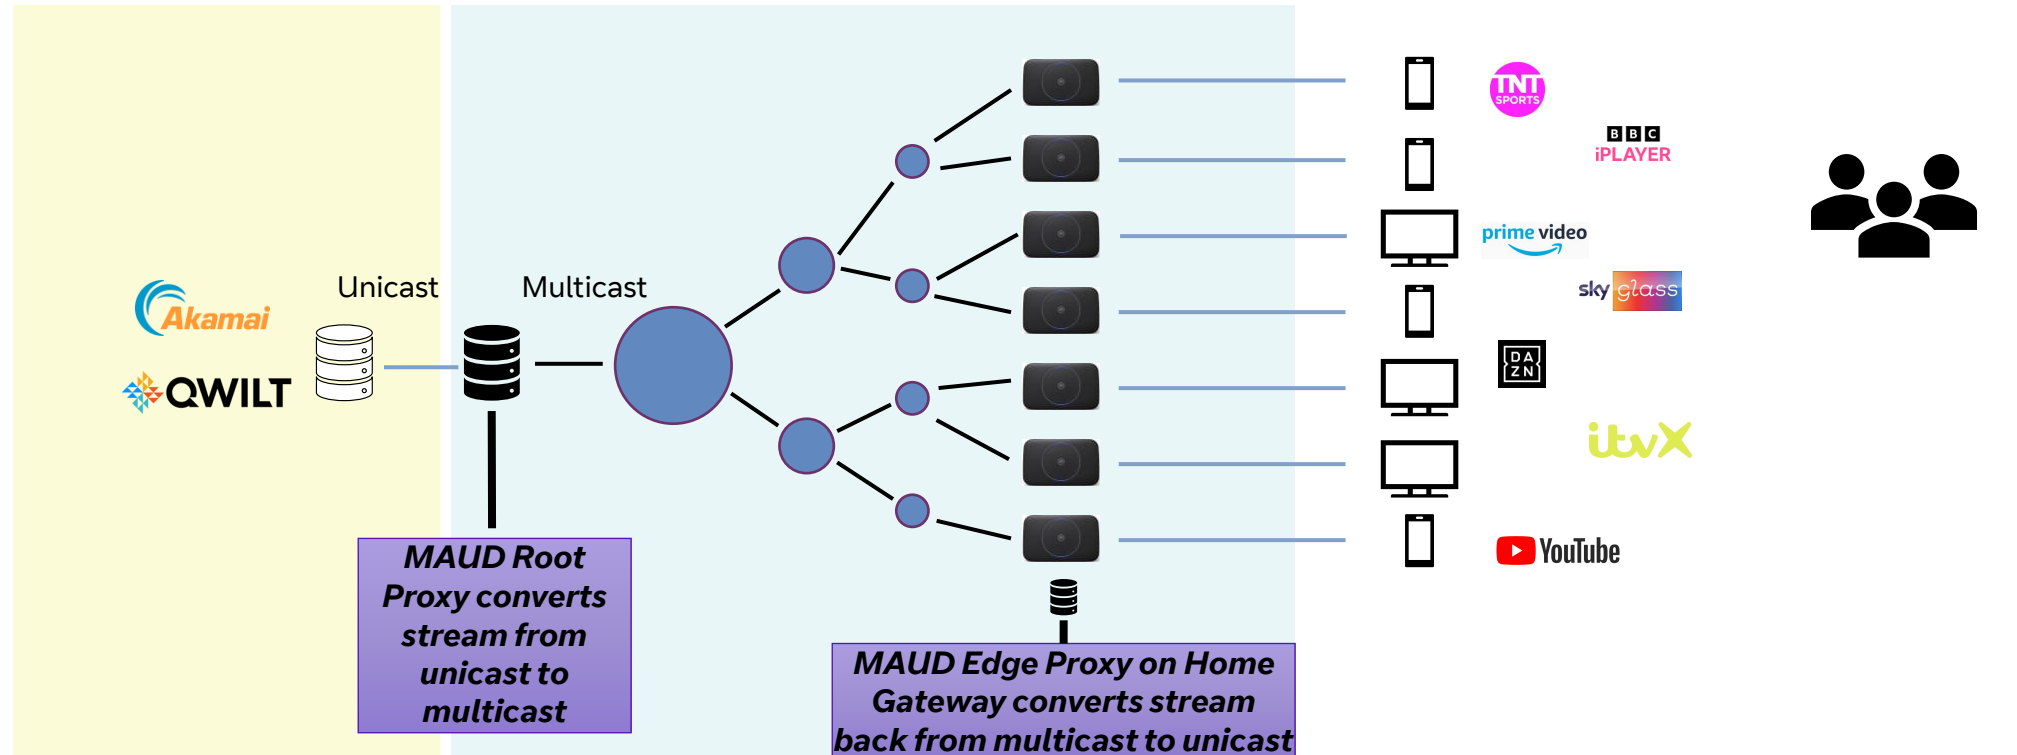 Akamai
QWILT
Unicast
Multicast
MAUD Root
Proxy converts
stream from
unicast to
multicast
MAUD Edge Proxy on Home
Gateway converts stream
back from multicast to unicast
TNT
SPORTS
BBC
iPLAYER
prime video
sky glass
DA
ZN
itvX
YouTube